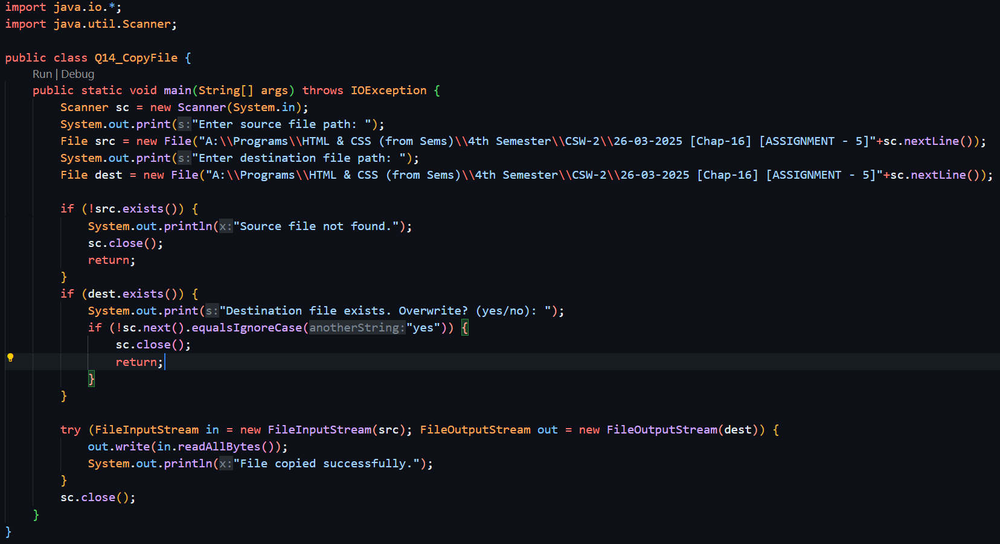 import java.io.*;
import java.util.Scanner;

public class Q14_CopyFile {
    Run | Debug
    public static void main(String[] args) throws IOException {
        Scanner sc = new Scanner(System.in);
        System.out.print(s:"Enter source file path: ");
        File src = new File("A:\\Programs\\HTML & CSS (from Sems)\\4th Semester\\CSW-2\\26-03-2025 [Chap-16] [ASSIGNMENT - 5]"+sc.nextLine());
        System.out.print(s:"Enter destination file path: ");
        File dest = new File("A:\\Programs\\HTML & CSS (from Sems)\\4th Semester\\CSW-2\\26-03-2025 [Chap-16] [ASSIGNMENT - 5]"+sc.nextLine());

        if (!src.exists()) {
            System.out.println(x:"Source file not found.");
            sc.close();
            return;
        }
        if (dest.exists()) {
            System.out.print(s:"Destination file exists. Overwrite? (yes/no): ");
            if (!sc.next().equalsIgnoreCase(anotherString:"yes")) {
                sc.close();
                return;
            }
        }

        try (FileInputStream in = new FileInputStream(src); FileOutputStream out = new FileOutputStream(dest)) {
            out.write(in.readAllBytes());
            System.out.println(x:"File copied successfully.");
        }
        sc.close();
    }
}